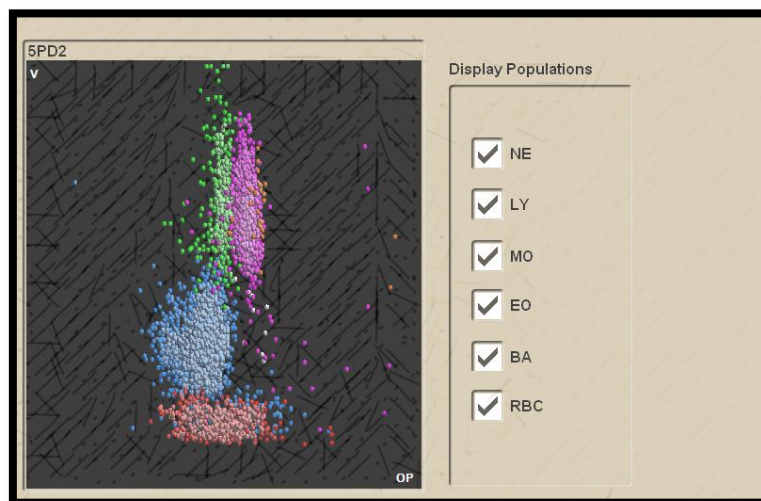 5PD2
V
OP
Display Populations
NE
LY
MO
EO
BA
RBC